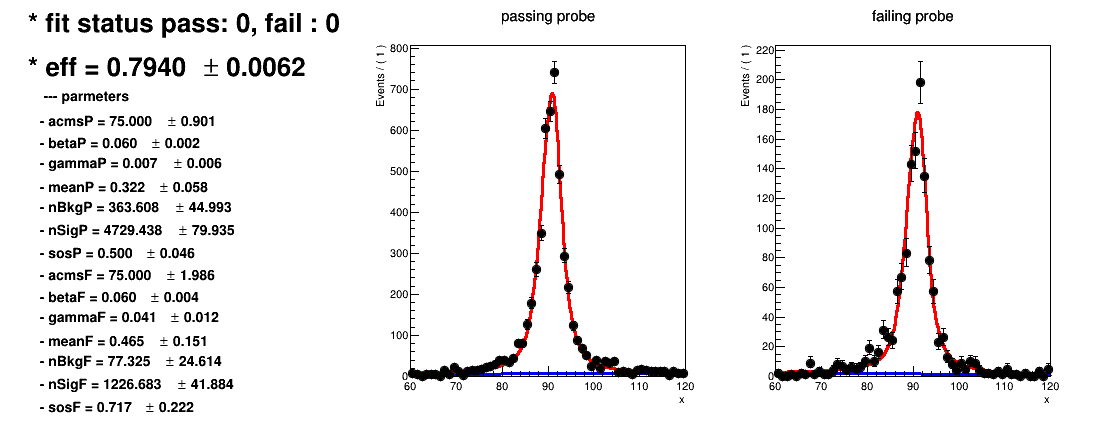 * fit status pass: 0, fail : 0
* eff = 0.7940 ± 0.0062
--- parmeters
- acmsP = 75.000 ± 0.901
- betaP = 0.060 ± 0.002
- gammaP = 0.007 ± 0.006
- meanP = 0.322 ± 0.058
- nBkgP = 363.608 ± 44.993
- nSigP = 4729.438 ± 79.935
- sosP = 0.500 ± 0.046
- acmsF = 75.000 ± 1.986
- betaF = 0.060 ± 0.004
- gammaF = 0.041 ± 0.012
- meanF = 0.465 ± 0.151
- nBkgF = 77.325 ± 24.614
- nSigF = 1226.683 ± 41.884
- sosF = 0.717 ± 0.222
passing probe
Events / ( 1 )
800
700
600
500
400
300
200
100
0
60 70 80 90 100 110 120
x
failing probe
Events / ( 1 )
220
200
180
160
140
120
100
80
60
40
20
0
60 70 80 90 100 110 120
x